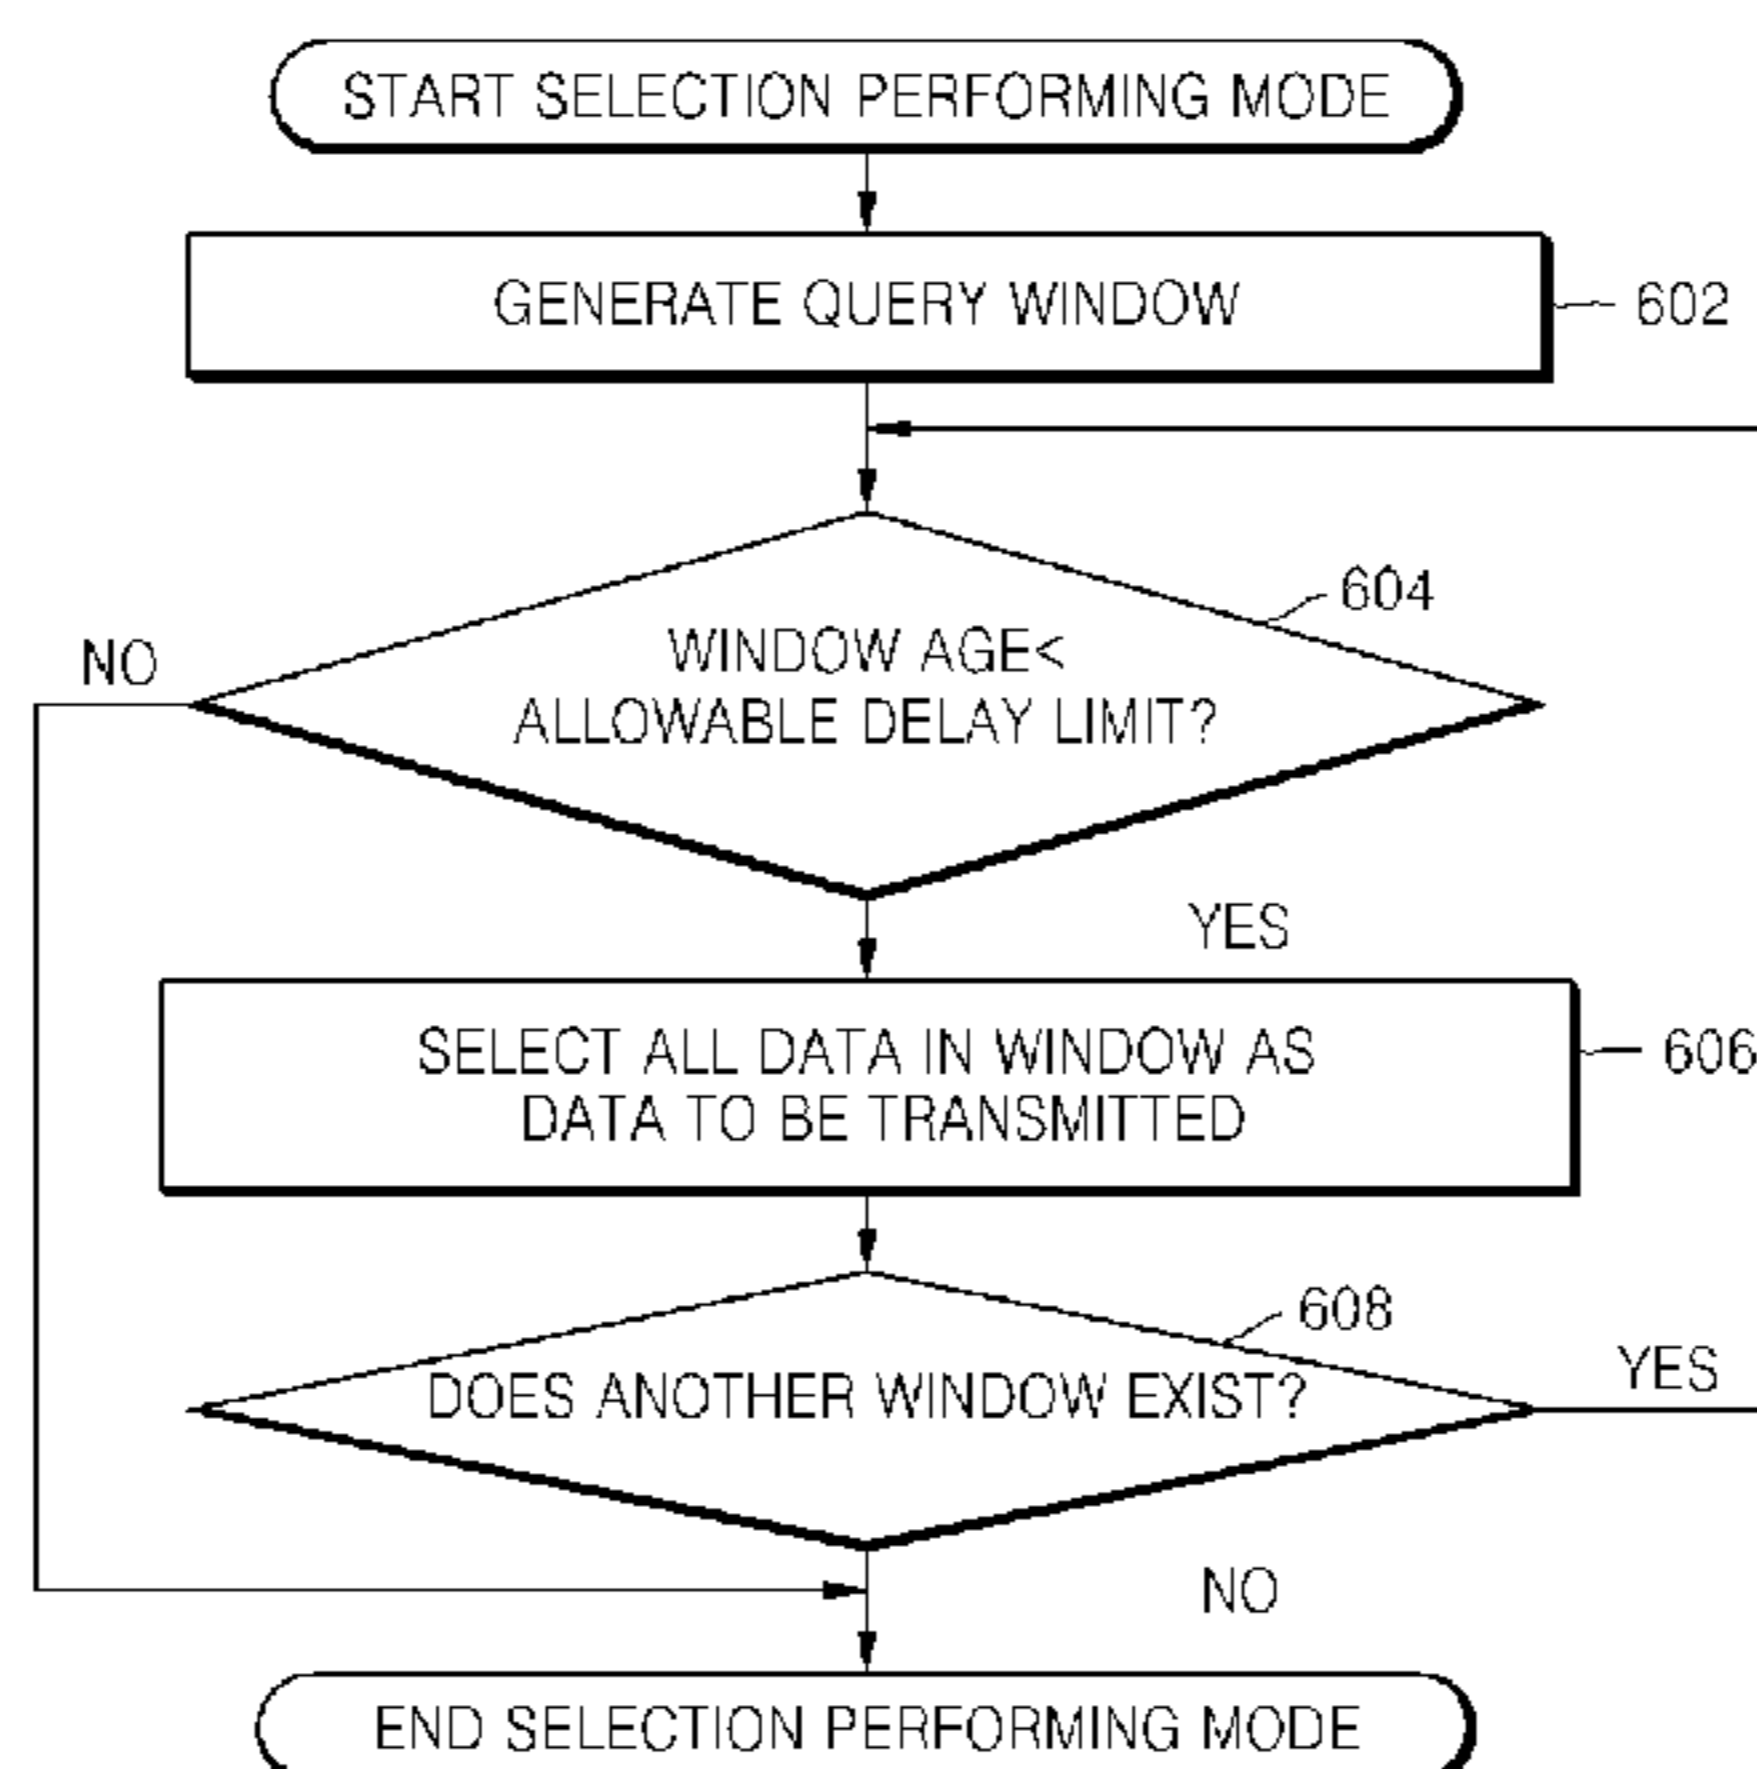 START SELECTION PERFORMING MODE
GENERATE QUERY WINDOW
602
604
NO
WINDOW AGE<
ALLOWABLE DELAY LIMIT?
YES
SELECT ALL DATA IN WINDOW AS
DATA TO BE TRANSMITTED
606
608
YES
DOES ANOTHER WINDOW EXIST?
NO
END SELECTION PERFORMING MODE